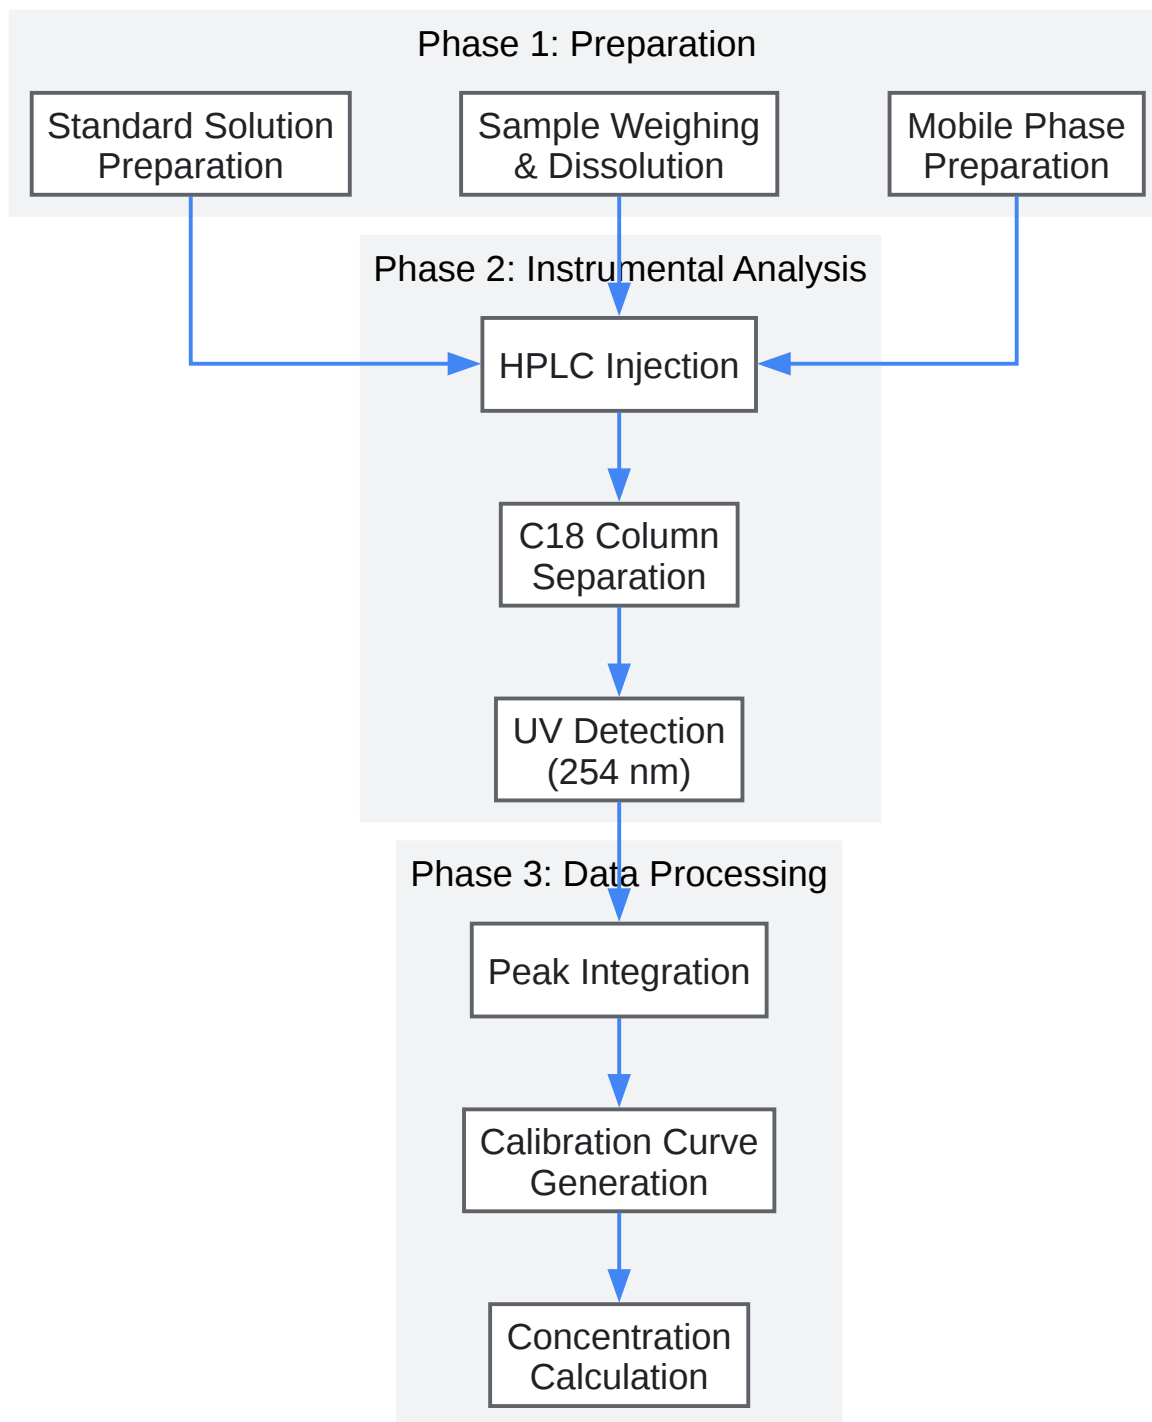 Phase 1: Preparation
Standard Solution
Preparation
Sample Weighing
& Dissolution
Mobile Phase
Preparation
Phase 2: Instrumental Analysis
HPLC Injection
C18 Column
Separation
UV Detection
(254 nm)
Phase 3: Data Processing
Peak Integration
Calibration Curve
Generation
Concentration
Calculation